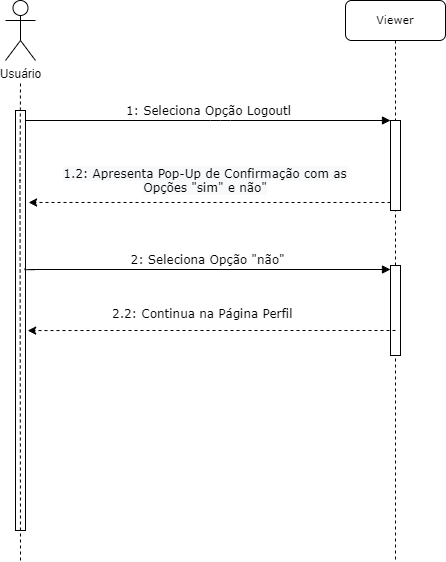 Viewer
Usuário
1: Seleciona Opção Logoutl
1.2: Apresenta Pop-Up de Confirmação com as
Opções "sim" e não"
2: Seleciona Opção "não"
2.2: Continua na Página Perfil